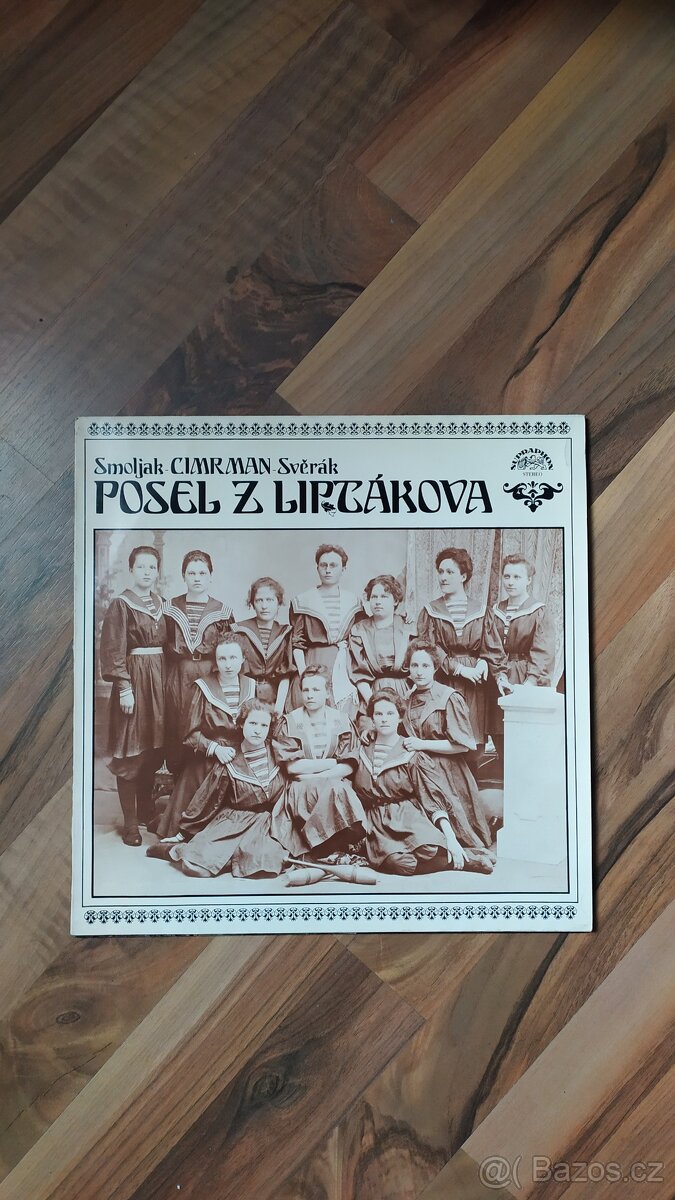 Smoljak-CIMRMAN-Svěrák
POSEL Z LIPTÁKOVA
SUPRAPHON
STEREO
@( Bazos.cz